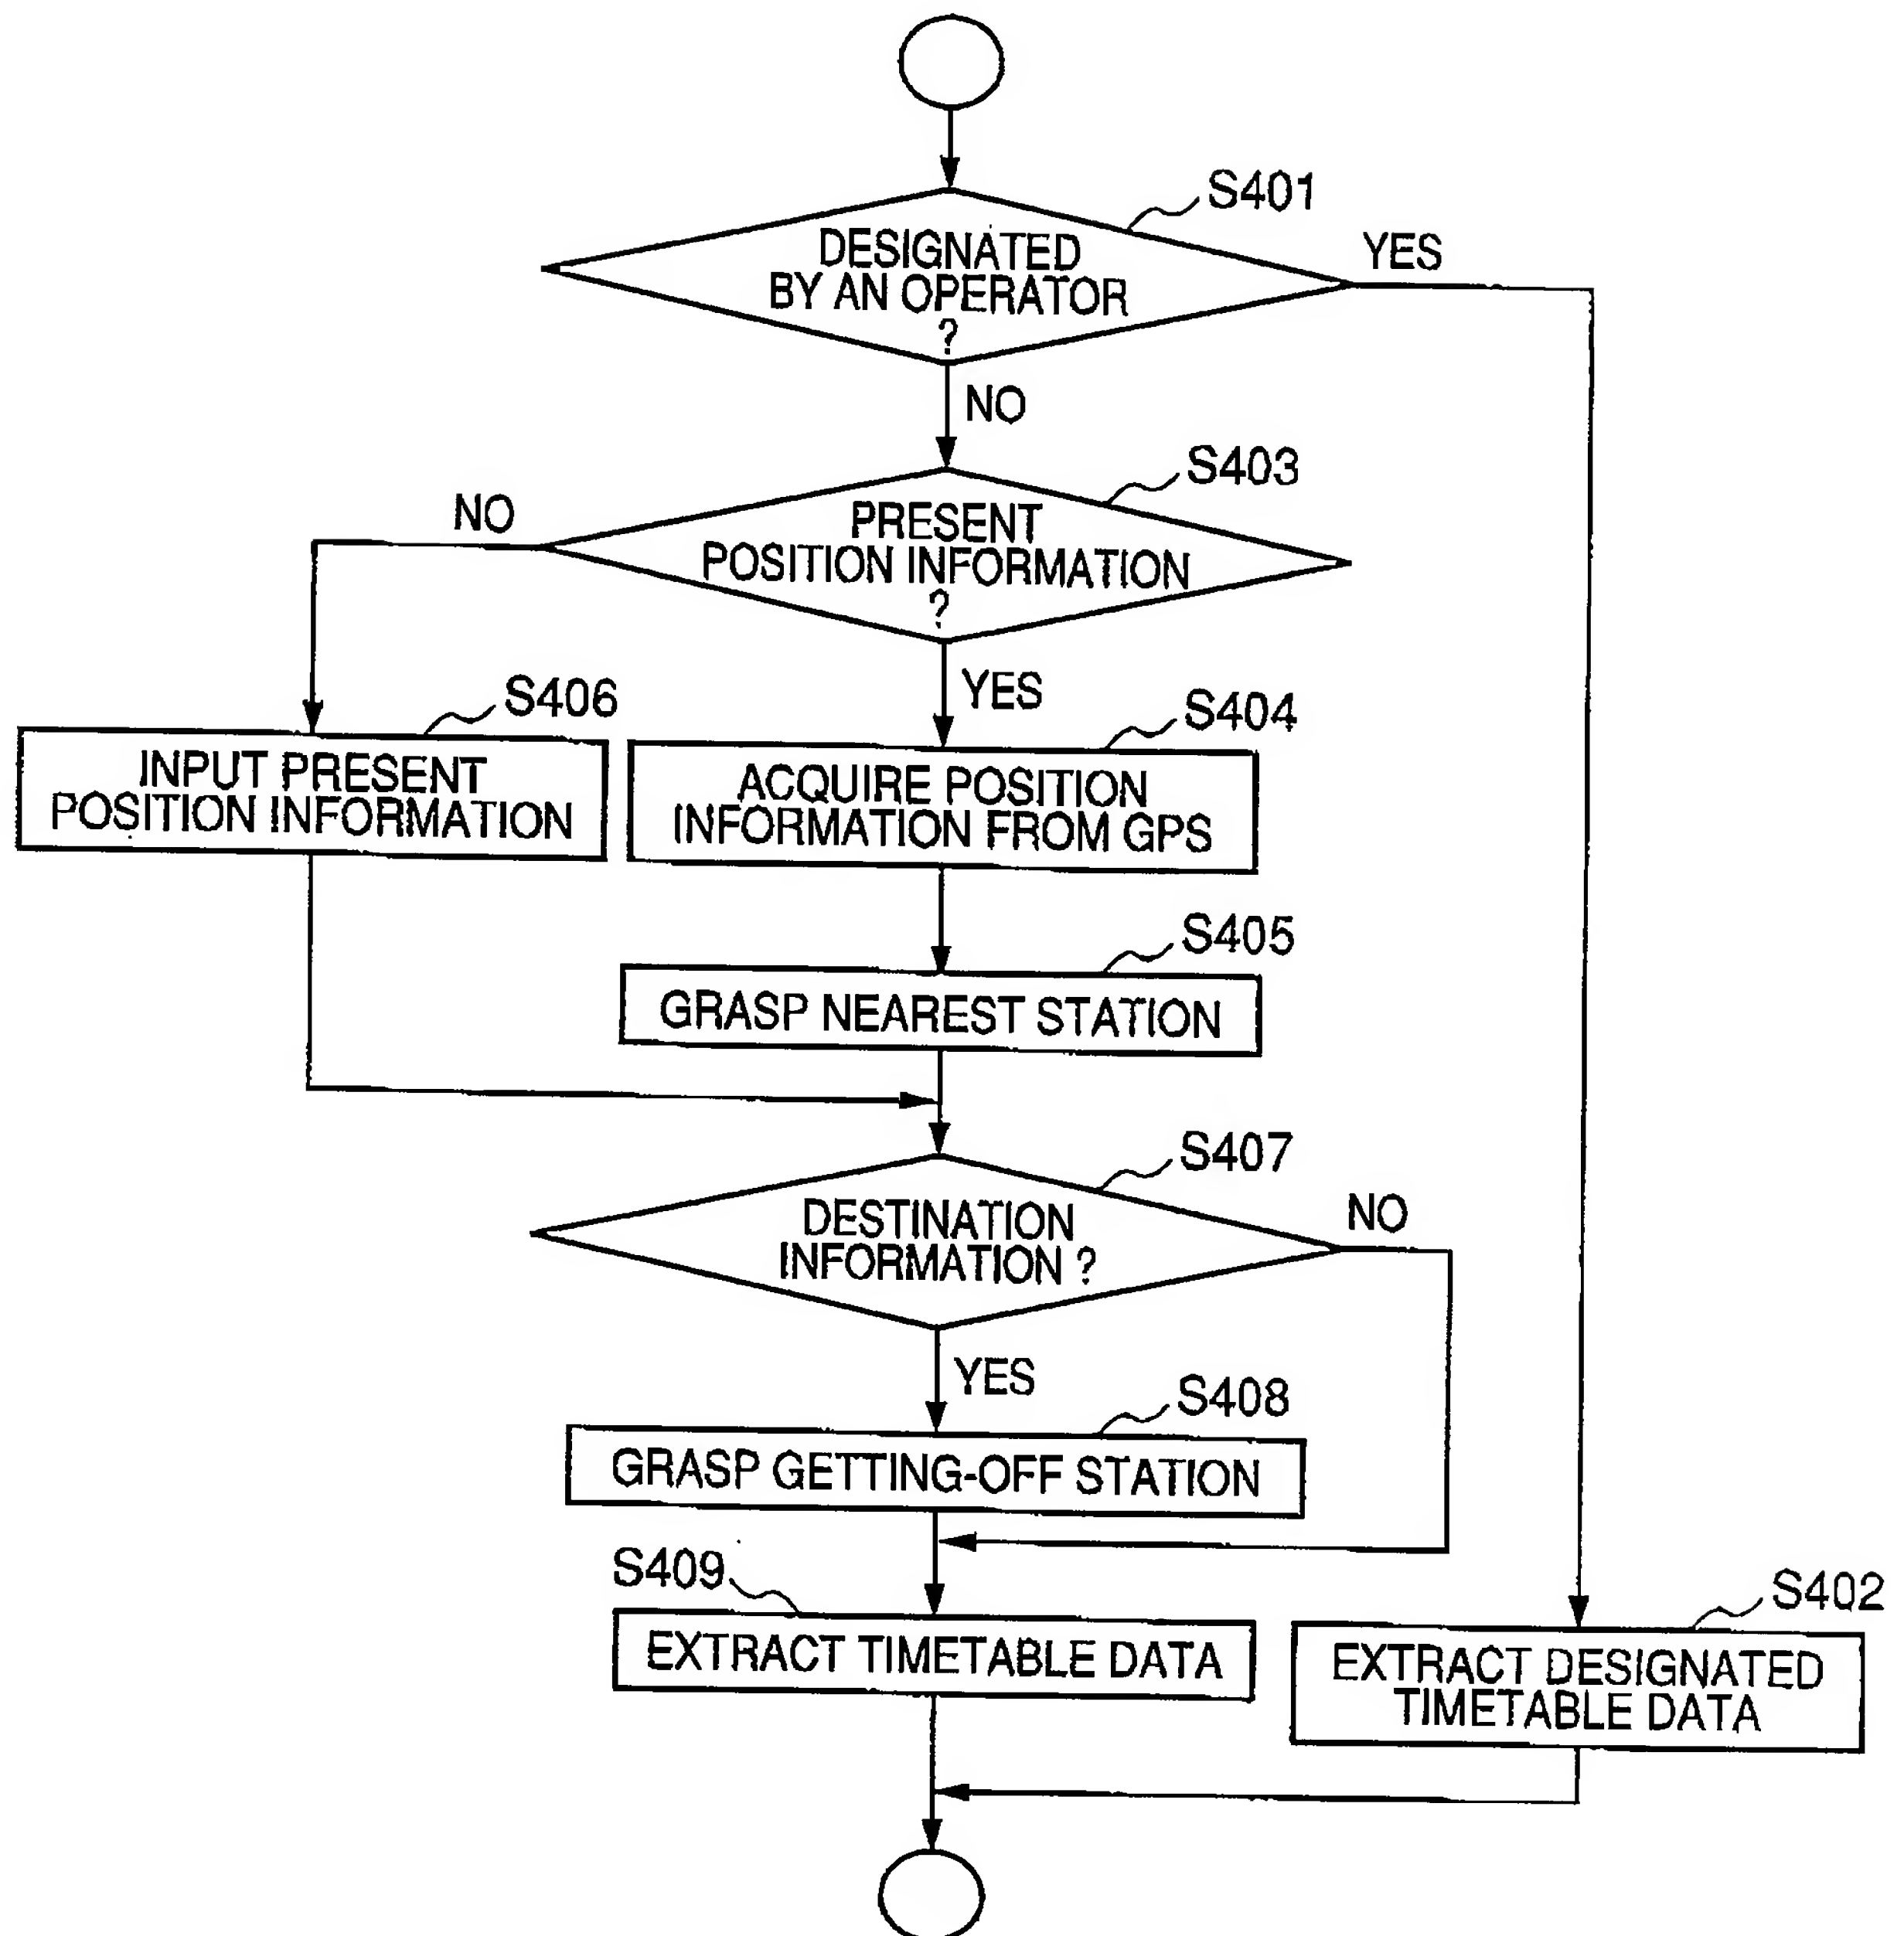 S401
DESIGNATED
BY AN OPERATOR
?
YES
NO
S403
PRESENT
POSITION INFORMATION
?
NO
YES
S406
INPUT PRESENT
POSITION INFORMATION
S404
ACQUIRE POSITION
INFORMATION FROM GPS
S405
GRASP NEAREST STATION
S407
DESTINATION
INFORMATION ?
NO
YES
S408
GRASP GETTING-OFF STATION
S409
EXTRACT TIMETABLE DATA
S402
EXTRACT DESIGNATED
TIMETABLE DATA